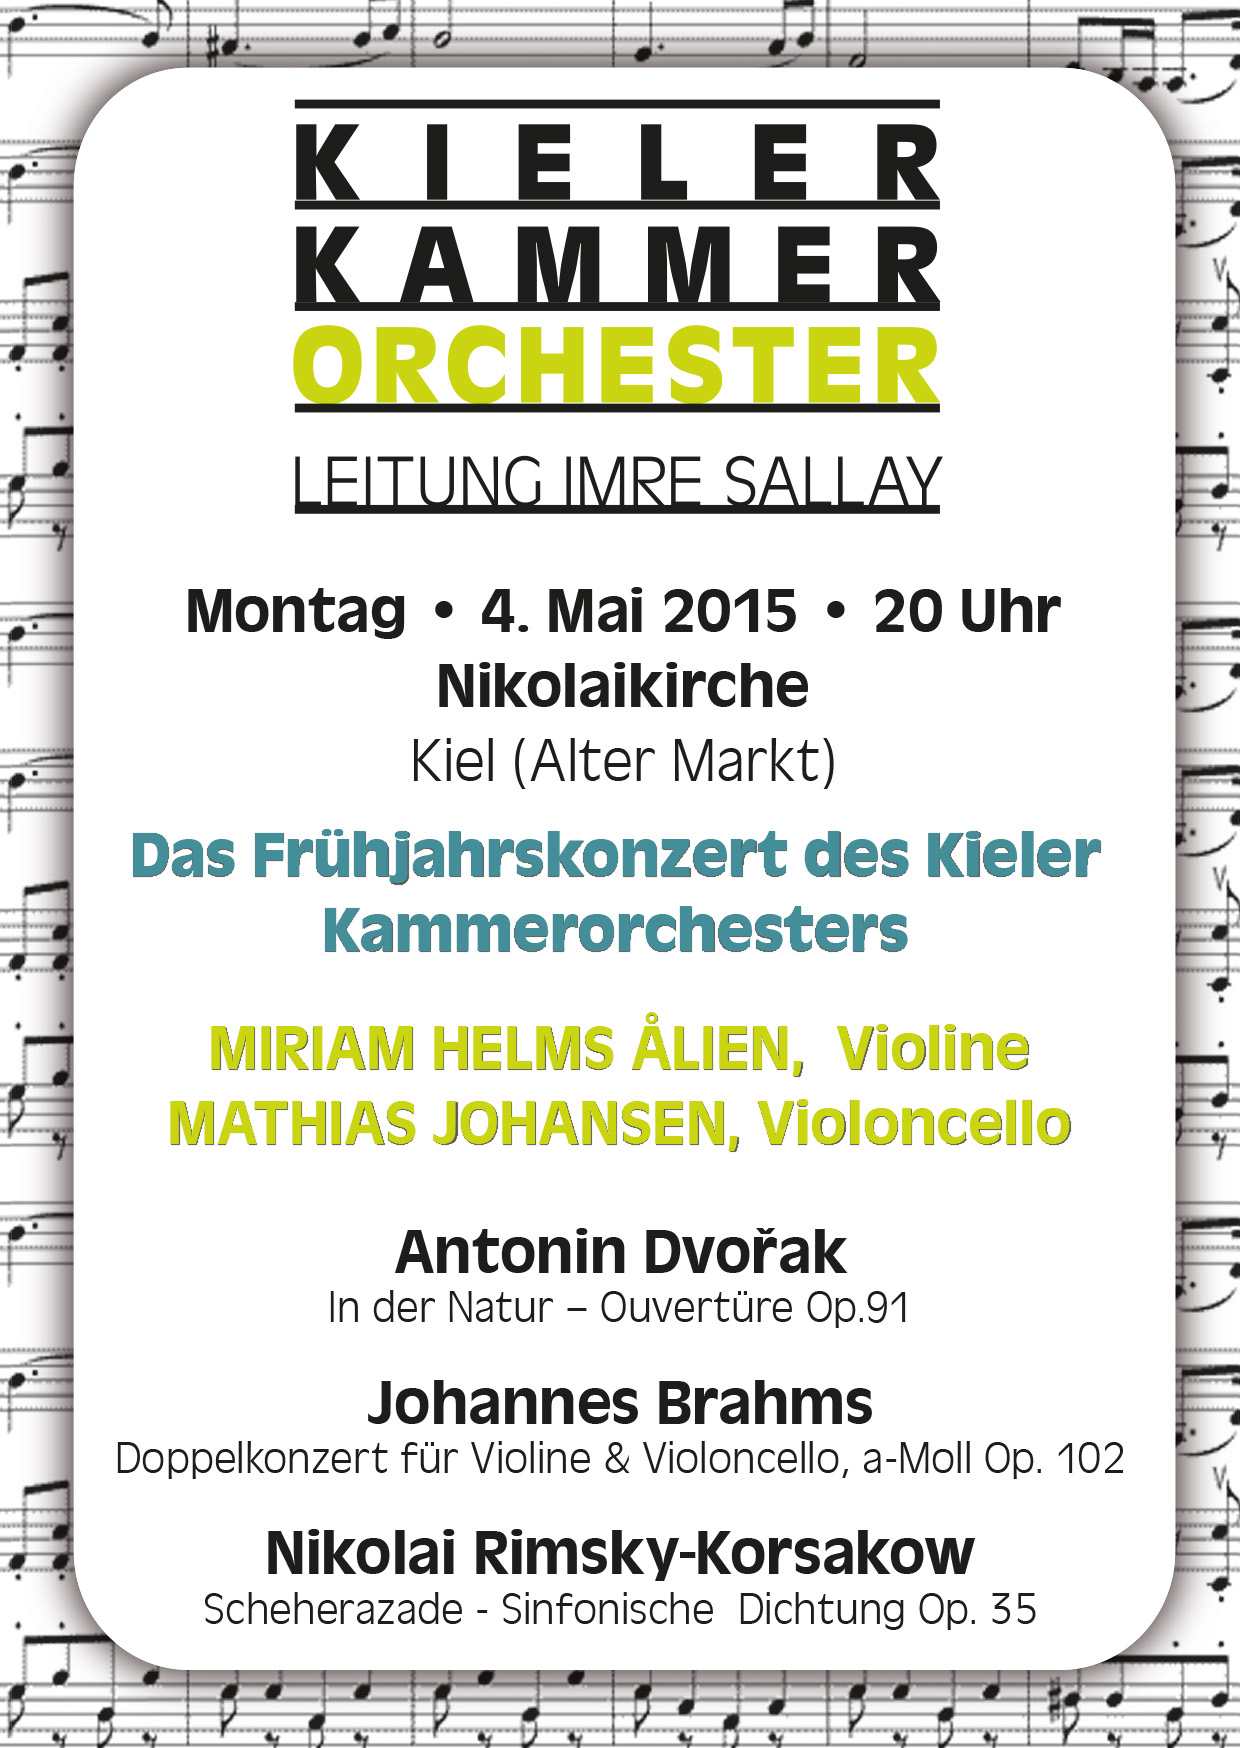 KIELER
KAMMER
ORCHESTER
LEITUNG IMRE SALLAY
Montag • 4. Mai 2015 • 20 Uhr
Nikolaikirche
Kiel (Alter Markt)
Das Frühjahrskonzert des Kieler
Kammerorchesters
MIRIAM HELMS ÅLIEN, Violine
MATHIAS JOHANSEN, Violoncello
Antonin Dvořak
In der Natur – Ouvertüre Op.91
Johannes Brahms
Doppelkonzert für Violine & Violoncello, a-Moll Op. 102
Nikolai Rimsky-Korsakow
Scheherazade - Sinfonische Dichtung Op. 35